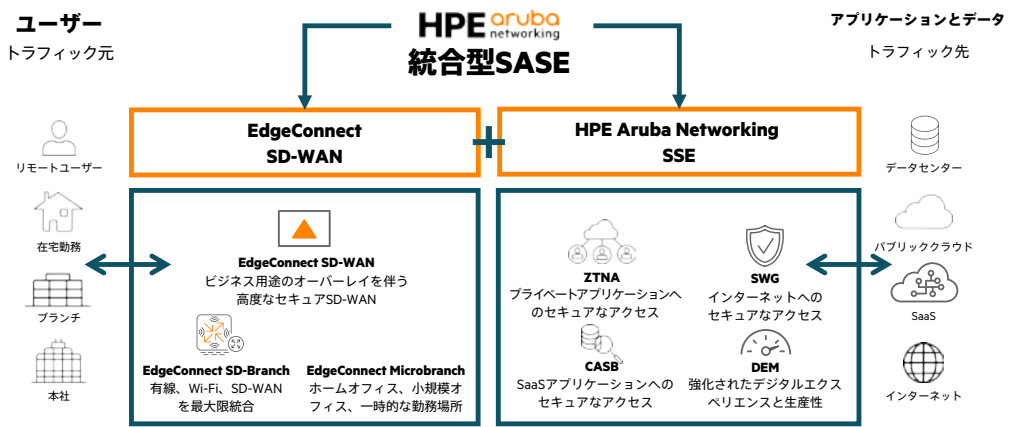 ユーザー
トラフィック元
HPE aruba
networking
統合型SASE
アプリケーションとデータ
トラフィック先
リモートユーザー
在宅勤務
ブランチ
本社
EdgeConnect
SD-WAN
HPE Aruba Networking
SSE
EdgeConnect SD-WAN
ビジネス用途のオーバーレイを伴う
高度なセキュアSD-WAN
EdgeConnect SD-Branch
有線、Wi-Fi、SD-WAN
を最大限統合
EdgeConnect Microbranch
ホームオフィス、小規模オ
フィス、一時的な勤務場所
ZTNA
プライベートアプリケーションへ
のセキュアなアクセス
SWG
インターネットへの
セキュアなアクセス
CASB
SaaSアプリケーションへの
セキュアなアクセス
DEM
強化されたデジタルエクス
ペリエンスと生産性
データセンター
パブリッククラウド
SaaS
インターネット